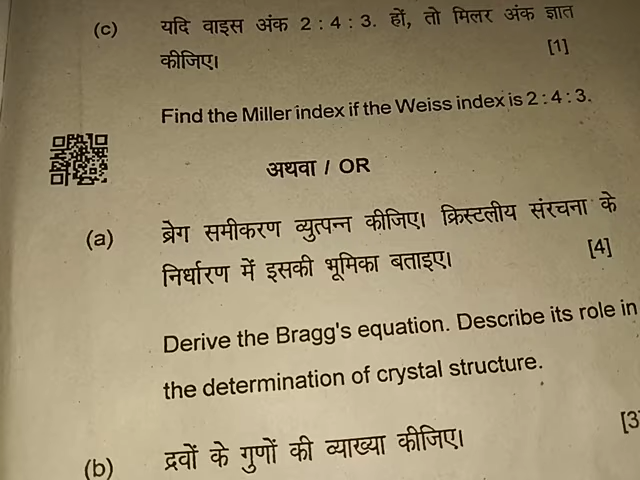 (c) यदि वाइस अंक 2 : 4 : 3. हों, तो मिलर अंक ज्ञात
कीजिए। [1]
Find the Miller index if the Weiss index is 2 : 4 : 3.
अथवा / OR
(a) ब्रेग समीकरण व्युत्पन्न कीजिए। क्रिस्टलीय संरचना के
निर्धारण में इसकी भूमिका बताइए। [4]
Derive the Bragg's equation. Describe its role in
the determination of crystal structure.
(b) द्रवों के गुणों की व्याख्या कीजिए। [3